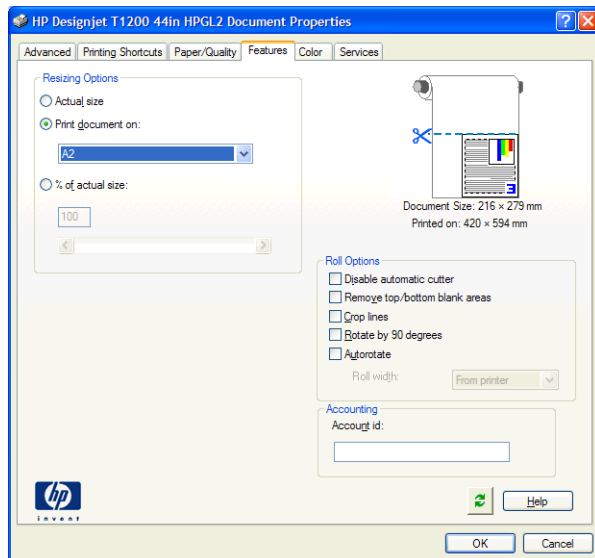 HP Designjet T1200 44in HPGL2 Document Properties
Advanced
Printing Shortcuts
Paper/Quality
Features
Color
Services
Resizing Options
Actual size
Print document on:
A2
% of actual size:
100
Document Size: 216 × 279 mm
Printed on: 420 × 594 mm
Roll Options
Disable automatic cutter
Remove top/bottom blank areas
Crop lines
Rotate by 90 degrees
Autorotate
Roll width:
From printer
Accounting
Account id:
hp
invent
Help
OK
Cancel